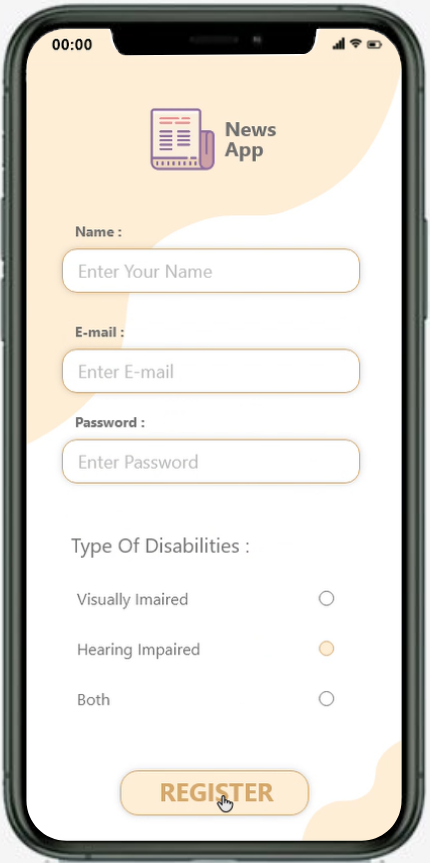 00:00
News
App
Name :
Enter Your Name
E-mail :
Enter E-mail
Password :
Enter Password
Type Of Disabilities :
Visually Imaired
Hearing Impaired
Both
REGISTER